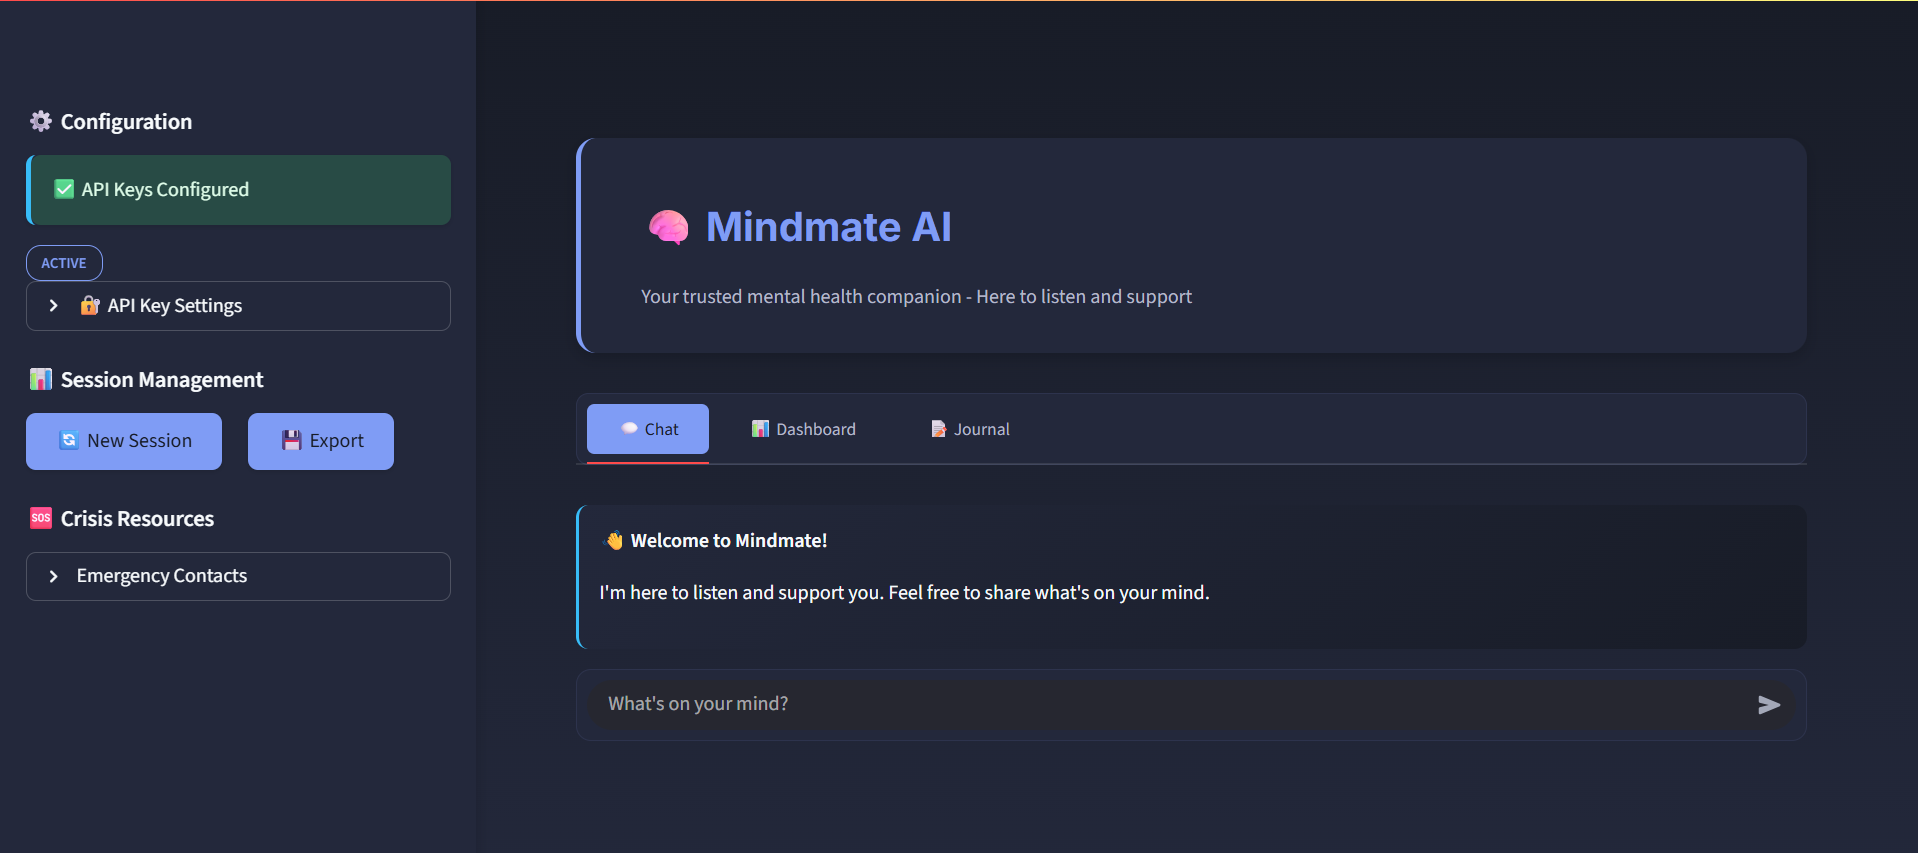 Configuration
API Keys Configured
ACTIVE
API Key Settings
Session Management
New Session
Export
SOS
Crisis Resources
Emergency Contacts
Mindmate AI
Your trusted mental health companion - Here to listen and support
Chat
Dashboard
Journal
Welcome to Mindmate!
I'm here to listen and support you. Feel free to share what's on your mind.
What's on your mind?